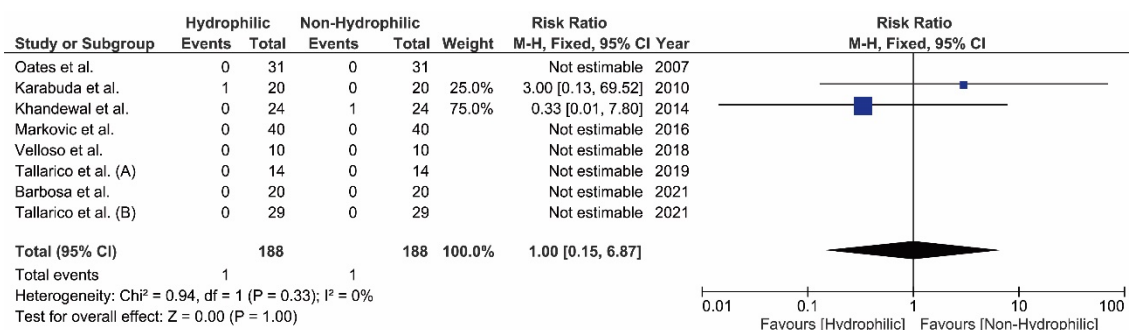 Hydrophilic Non-Hydrophilic Risk Ratio Risk Ratio
Study or Subgroup Events Total Events Total Weight M-H, Fixed, 95% CI Year M-H, Fixed, 95% CI
Oates et al. 0 31 0 31 Not estimable 2007
Karabuda et al. 1 20 0 20 25.0% 3.00 [0.13, 69.52] 2010
Khandewal et al. 0 24 1 24 75.0% 0.33 [0.01, 7.80] 2014
Markovic et al. 0 40 0 40 Not estimable 2016
Velloso et al. 0 10 0 10 Not estimable 2018
Tallarico et al. (A) 0 14 0 14 Not estimable 2019
Barbosa et al. 0 20 0 20 Not estimable 2021
Tallarico et al. (B) 0 29 0 29 Not estimable 2021
Total (95% CI) 188 188 100.0% 1.00 [0.15, 6.87]
Total events 1 1
Heterogeneity: Chi² = 0.94, df = 1 (P = 0.33); I² = 0%
Test for overall effect: Z = 0.00 (P = 1.00)
0.01 0.1 1 10 100
Favours [Hydrophilic] Favours [Non-Hydrophilic]